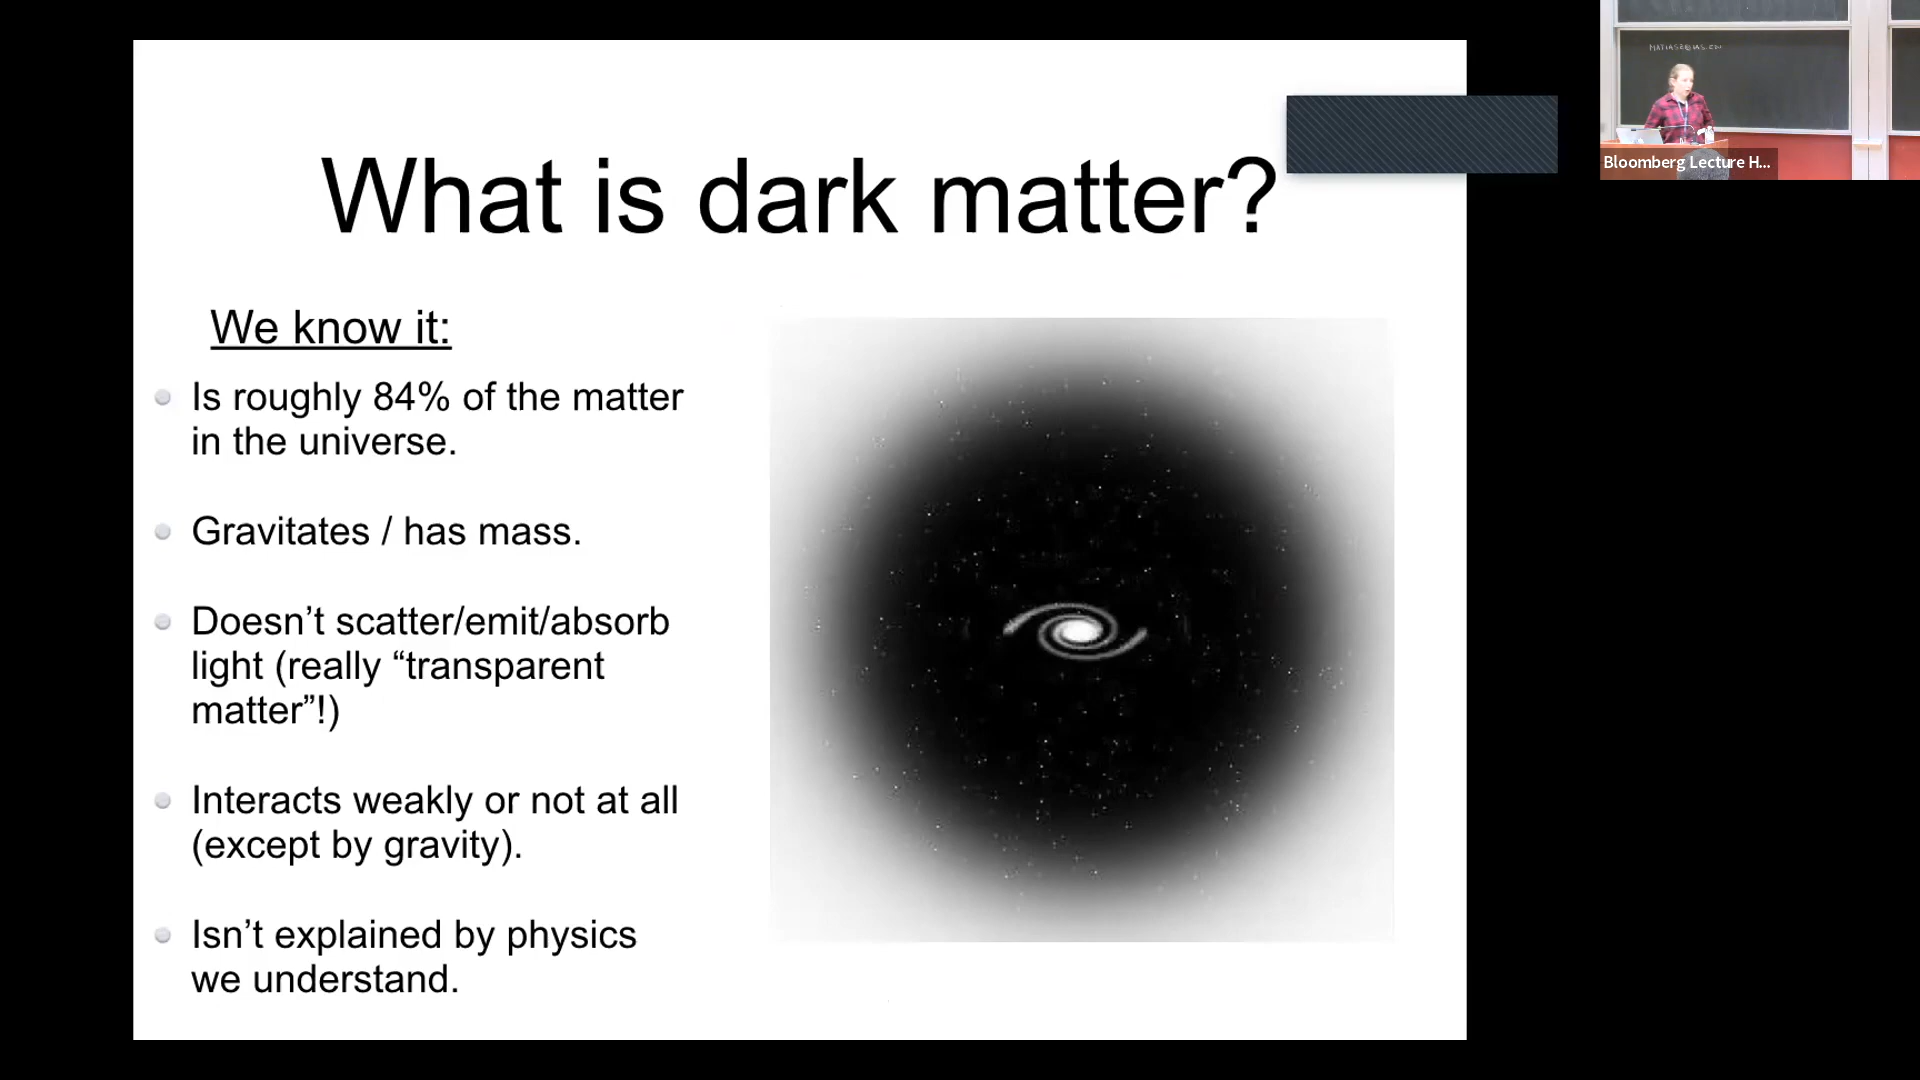 What is dark matter?
We know it:
Is roughly 84% of the matter
in the universe.
Gravitates / has mass.
Doesn’t scatter/emit/absorb
light (really “transparent
matter”!)
Interacts weakly or not at all
(except by gravity).
Isn’t explained by physics
we understand.
Bloomberg Lecture H...